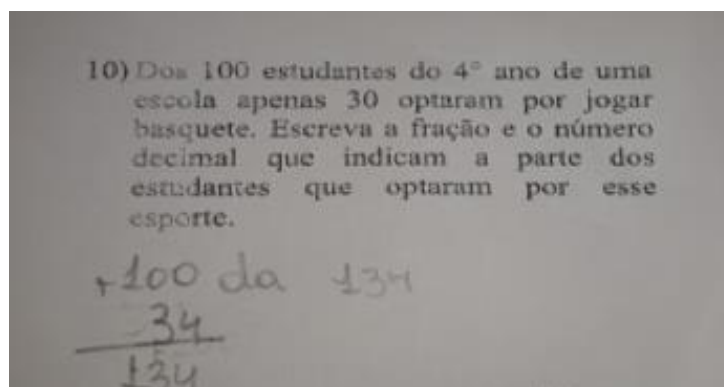 10) Dos 100 estudantes do 4º ano de uma
escola apenas 30 optaram por jogar
basquete. Escreva a fração e o número
decimal que indicam a parte dos
estudantes que optaram por esse
esporte.
+100 da 134
34
134